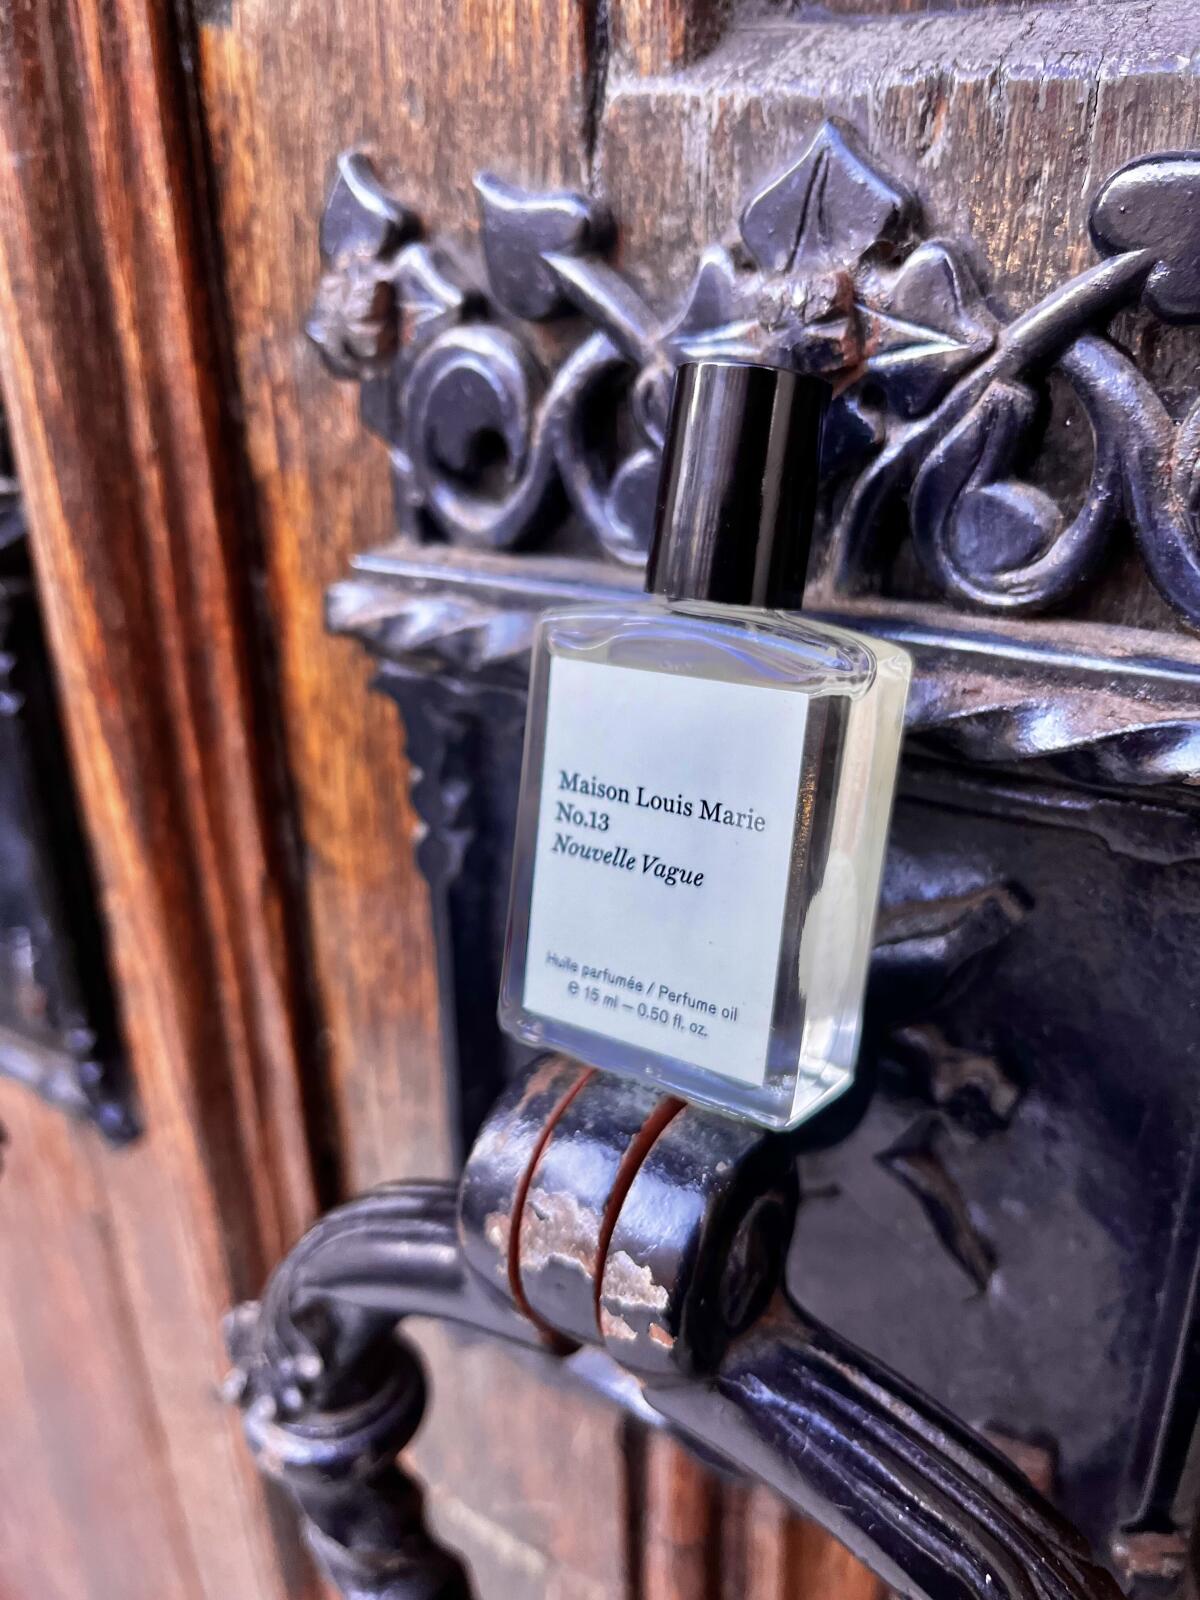 Maison Louis Marie
No.13
Nouvelle Vague
Huile parfumée / Perfume oil
℮ 15 ml – 0.50 fl. oz.